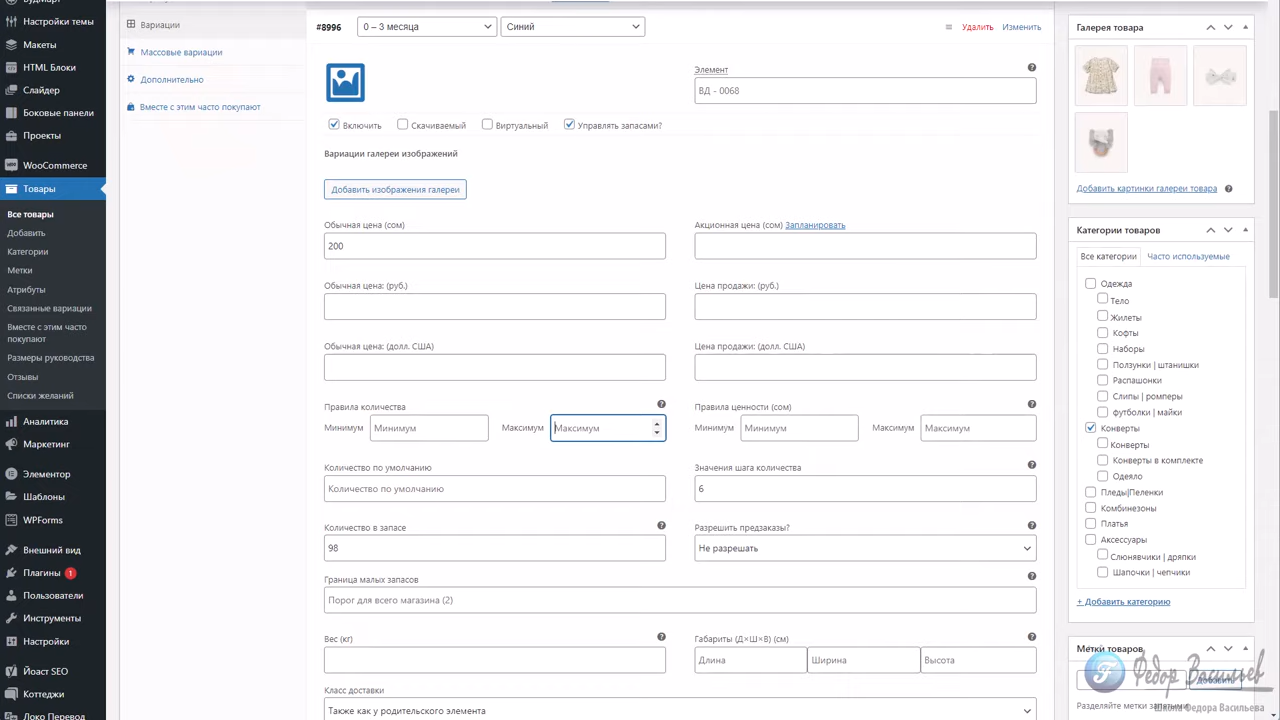 Настройки темы
Макеты
HTML Блоки
Слайдер
Боковые панели
Проекты
WooCommerce
Товары
Все товары
Добавить
Категории
Метки
Атрибуты
Связанные вариации
Вместе с этим часто
покупают
Размеры руководства
Отзывы
Списки желаний
Аналитика
Маркетинг
Элементор
Шаблоны
WPForms
Внешний вид
Плагины 1
Пользователи
Инструменты
Настройки
Йоаст SEO
Коттеджи
Локо Перевод
Вариации
Массовые вариации
Дополнительно
Вместе с этим часто покупают
#8996 0 – 3 месяца Синий Удалить Изменить
Элемент
ВД - 0068
Включить Скачиваемый Виртуальный Управлять запасами?
Вариации галереи изображений
Добавить изображения галереи
Обычная цена (сом) Акционная цена (сом) Запланировать
200
Обычная цена: (руб.) Цена продажи: (руб.)
Обычная цена: (долл. США) Цена продажи: (долл. США)
Правила количества Правила ценности (сом)
Минимум Минимум Максимум Максимум Минимум Минимум Максимум Максимум
Количество по умолчанию Значения шага количества
Количество по умолчанию 6
Количество в запасе Разрешить предзаказы?
98 Не разрешать
Граница малых запасов
Порог для всего магазина (2)
Вес (кг) Габариты (Д×Ш×В) (см)
Длина Ширина Высота
Класс доставки
Также как у родительского элемента
Галерея товара
Добавить картинки галереи товара
Категории товаров
Все категории Часто используемые
Одежда
Тело
Жилеты
Кофты
Наборы
Ползунки | штанишки
Распашонки
Слипы | ромперы
футболки | майки
Конверты
Конверты
Конверты в комплекте
Одеяло
Пледы|Пеленки
Комбинезоны
Платья
Аксессуары
Слюнявчики | дряпки
Шапочки | чепчики
+ Добавить категорию
Метки товаров
Добавить
Федор Васильев
Разделяйте метки запятыми
Школа Федора Васильева